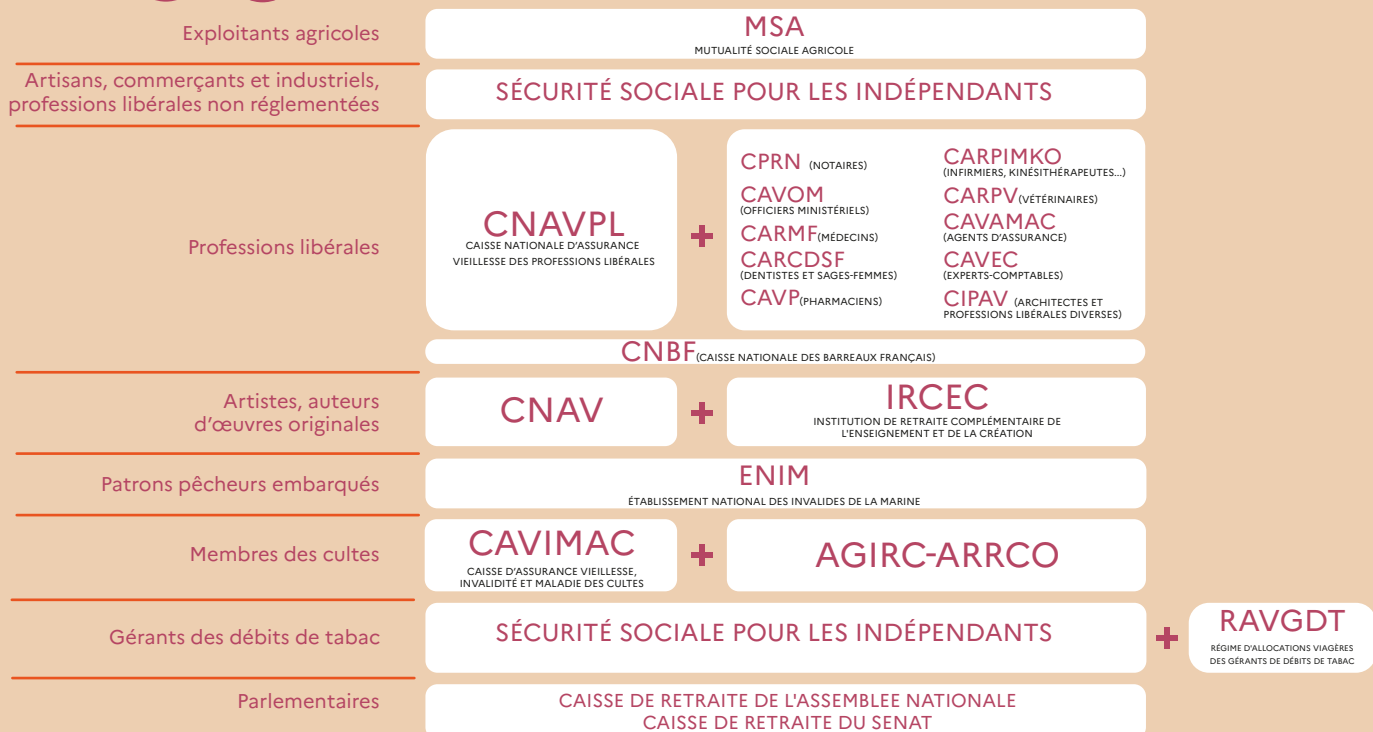 Exploitants agricoles
MSA
MUTUALITÉ SOCIALE AGRICOLE
Artisans, commerçants et industriels,
professions libérales non réglementées
SÉCURITÉ SOCIALE POUR LES INDÉPENDANTS
Professions libérales
CNAVPL
CAISSE NATIONALE D'ASSURANCE
VIEILLESSE DES PROFESSIONS LIBÉRALES
+
CPRN (NOTAIRES)
CAVOM
(OFFICIERS MINISTÉRIELS)
CARMF(MÉDECINS)
CARCDSF
(DENTISTES ET SAGES-FEMMES)
CAVP(PHARMACIENS)
CARPIMKO
(INFIRMIERS, KINÉSITHÉRAPEUTES...)
CARPV(VÉTÉRINAIRES)
CAVAMAC
(AGENTS D'ASSURANCE)
CAVEC
(EXPERTS-COMPTABLES)
CIPAV (ARCHITECTES ET
PROFESSIONS LIBÉRALES DIVERSES)
CNBF(CAISSE NATIONALE DES BARREAUX FRANÇAIS)
Artistes, auteurs
d'œuvres originales
CNAV
+
IRCEC
INSTITUTION DE RETRAITE COMPLÉMENTAIRE DE
L'ENSEIGNEMENT ET DE LA CRÉATION
Patrons pêcheurs embarqués
ENIM
ÉTABLISSEMENT NATIONAL DES INVALIDES DE LA MARINE
Membres des cultes
CAVIMAC
CAISSE D'ASSURANCE VIEILLESSE,
INVALIDITÉ ET MALADIE DES CULTES
+
AGIRC-ARRCO
Gérants des débits de tabac
SÉCURITÉ SOCIALE POUR LES INDÉPENDANTS
+
RAVGDT
RÉGIME D'ALLOCATIONS VIAGÈRES
DES GÉRANTS DE DÉBITS DE TABAC
Parlementaires
CAISSE DE RETRAITE DE L'ASSEMBLEE NATIONALE
CAISSE DE RETRAITE DU SENAT